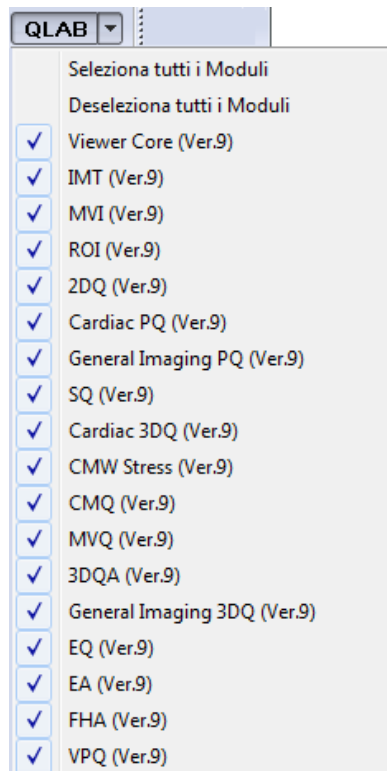 QLAB
Seleziona tutti i Moduli
Deseleziona tutti i Moduli
Viewer Core (Ver.9)
IMT (Ver.9)
MVI (Ver.9)
ROI (Ver.9)
2DQ (Ver.9)
Cardiac PQ (Ver.9)
General Imaging PQ (Ver.9)
SQ (Ver.9)
Cardiac 3DQ (Ver.9)
CMW Stress (Ver.9)
CMQ (Ver.9)
MVQ (Ver.9)
3DQA (Ver.9)
General Imaging 3DQ (Ver.9)
EQ (Ver.9)
EA (Ver.9)
FHA (Ver.9)
VPQ (Ver.9)